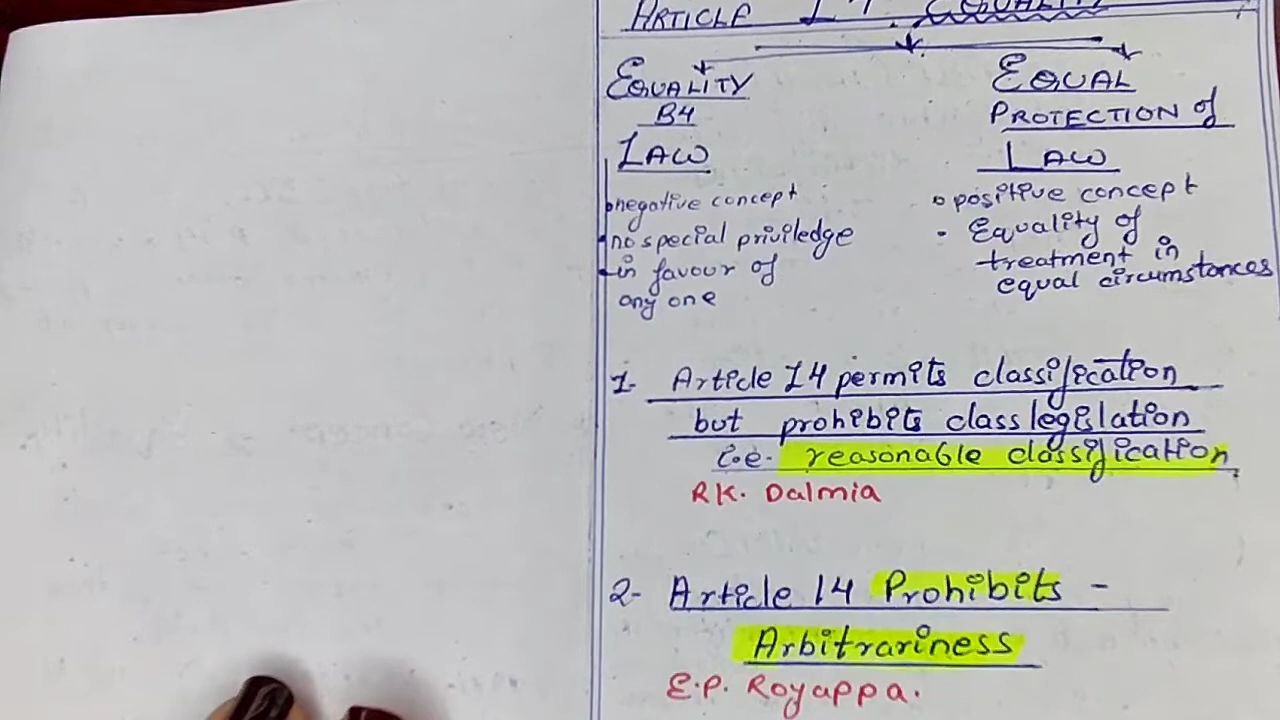 ARTICLE 14: EQUALITY
EQUALITY
B4
LAW
negative concept
no special priviledge
in favour of
any one
EQUAL
PROTECTION of
LAW
positive concept
- Equality of
treatment in
equal circumstances
1- Article 14 permits classification
but prohibits class legislation
i.e. reasonable classification,
RK. Dalmia
2- Article 14 Prohibits -
Arbitrariness
E.P. Royappa.